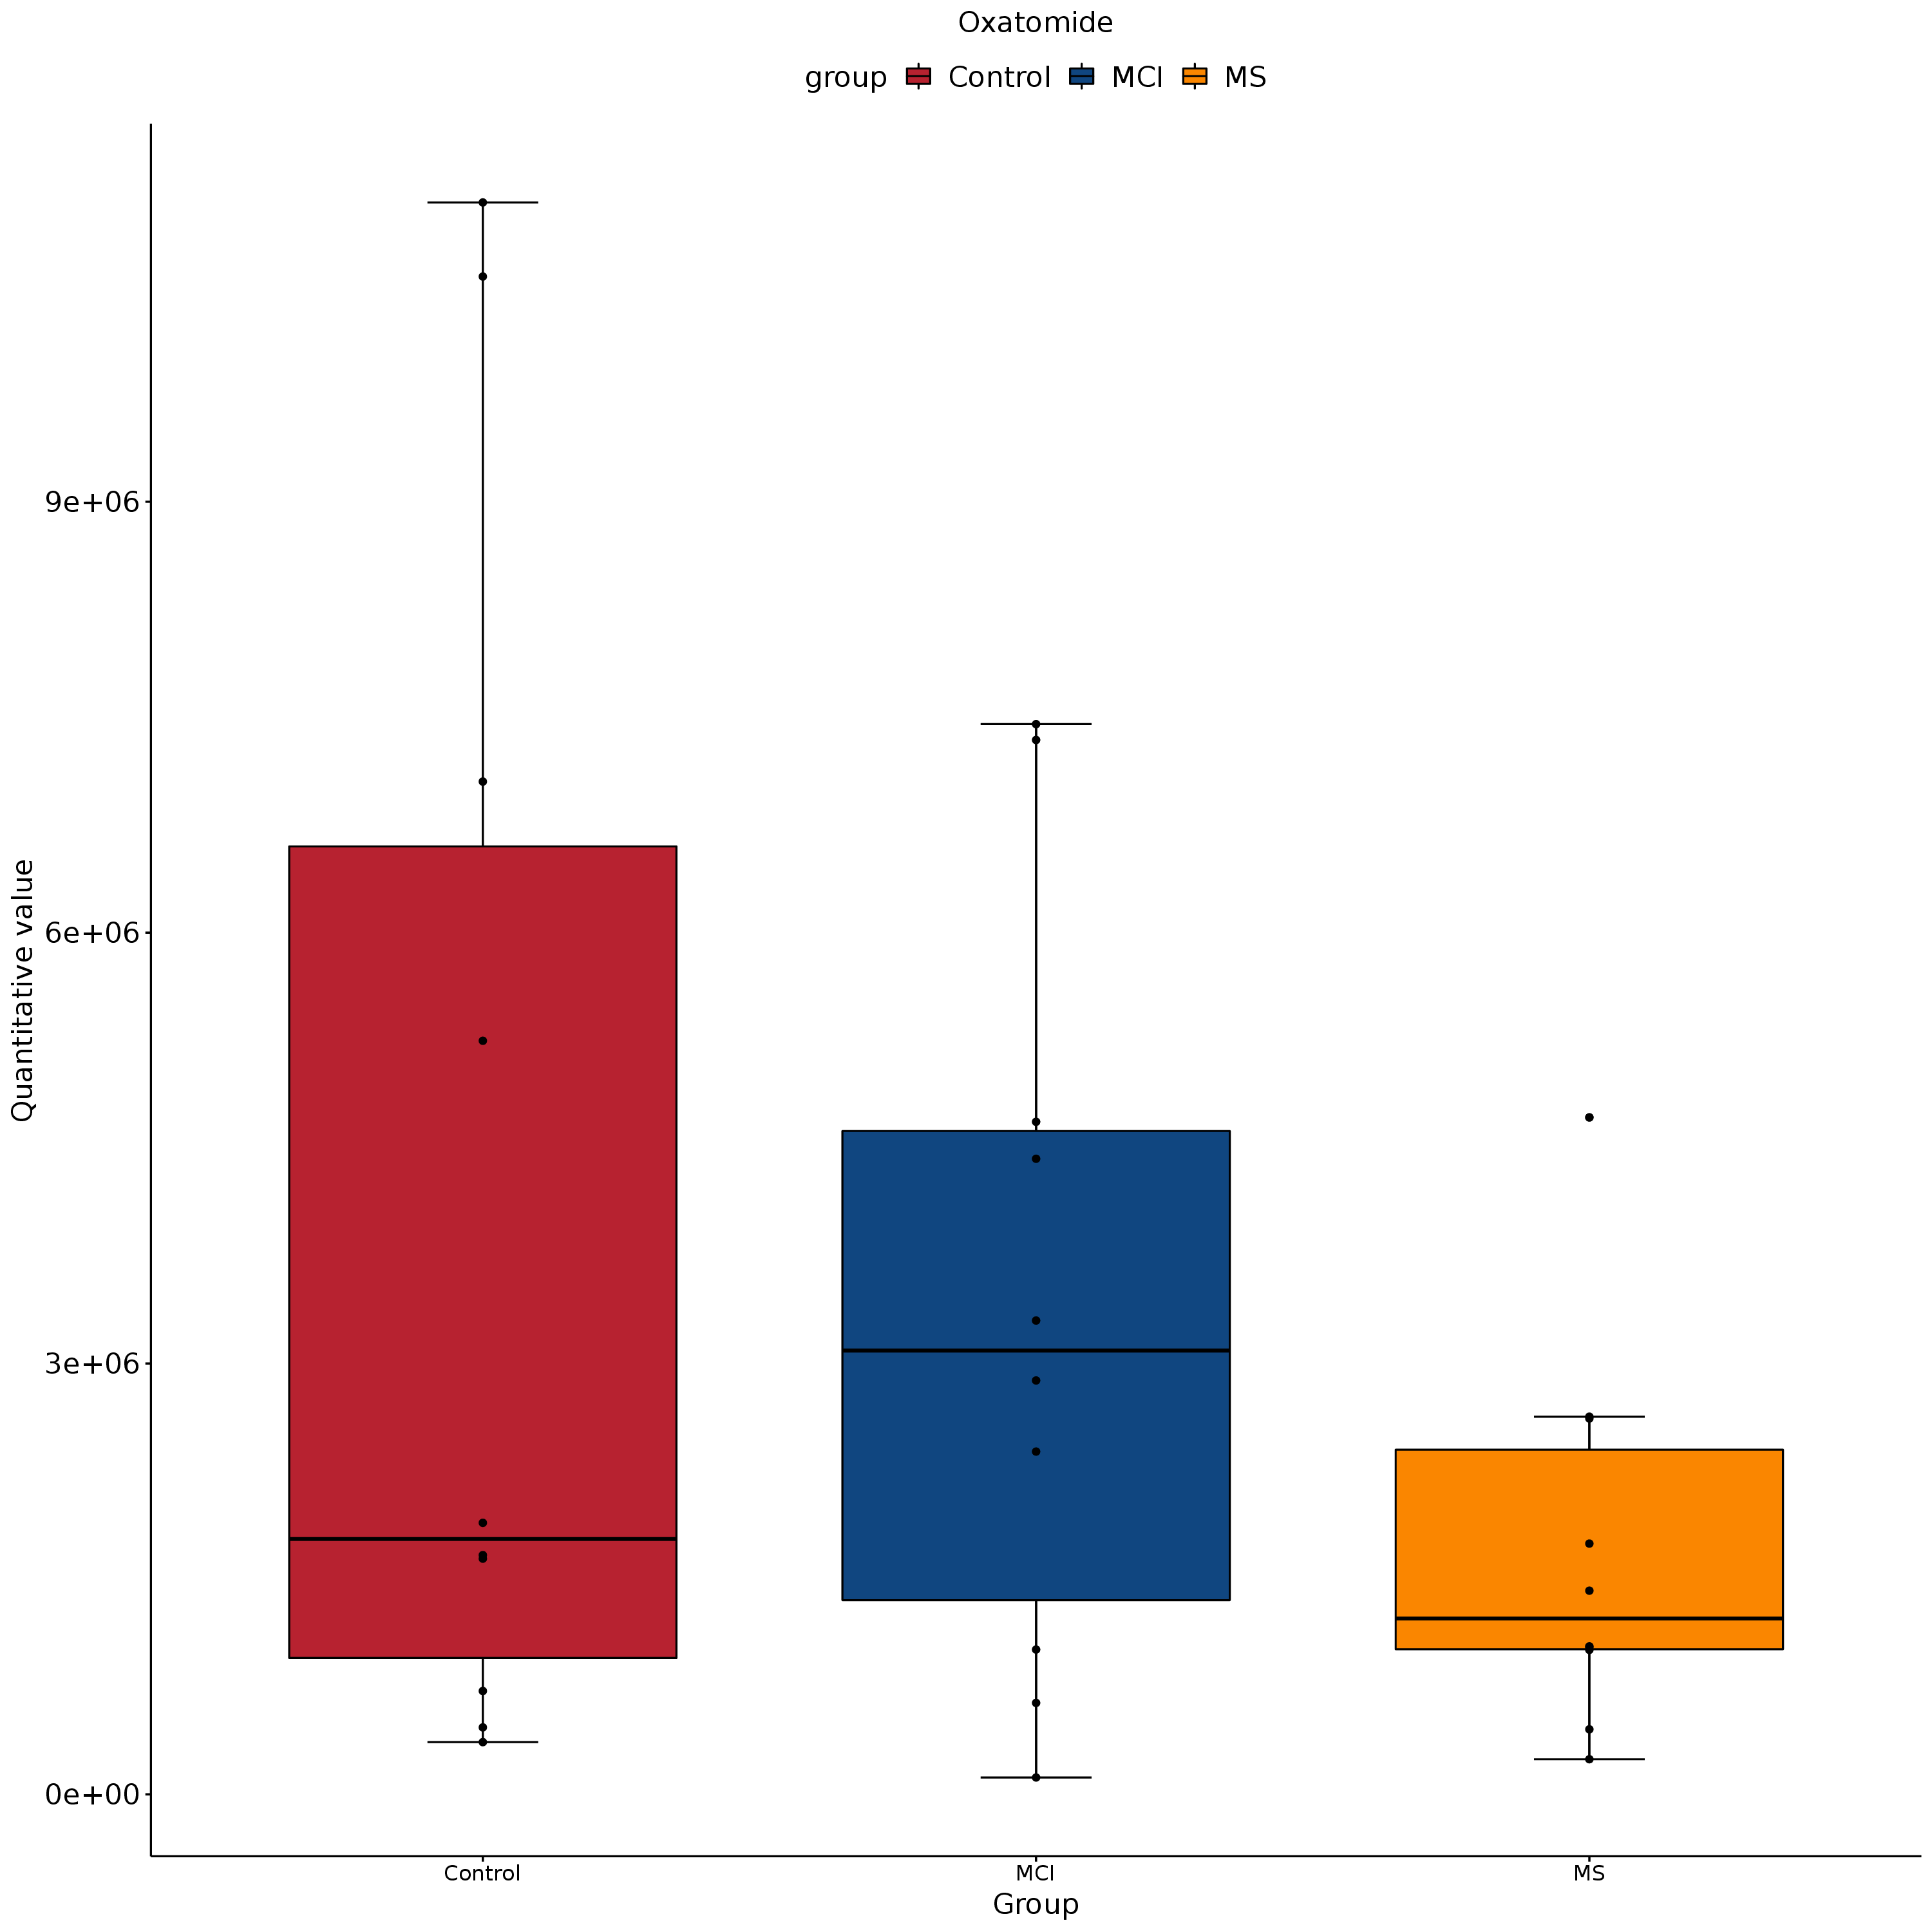 Oxatomide
group Control MCI MS
Quantitative value
9e+06
6e+06
3e+06
0e+00
Control MCI MS
Group